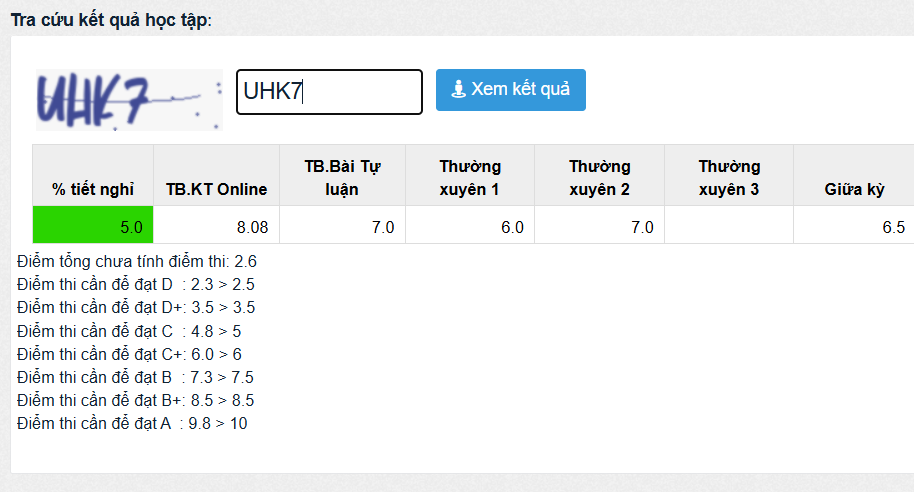 Tra cứu kết quả học tập:
UHK7 UHK7 Xem kết quả
% tiết nghỉ TB.KT Online TB.Bài Tự luận Thường xuyên 1 Thường xuyên 2 Thường xuyên 3 Giữa kỳ
5.0 8.08 7.0 6.0 7.0 6.5
Điểm tổng chưa tính điểm thi: 2.6
Điểm thi cần để đạt D : 2.3 > 2.5
Điểm thi cần để đạt D+: 3.5 > 3.5
Điểm thi cần để đạt C : 4.8 > 5
Điểm thi cần để đạt C+: 6.0 > 6
Điểm thi cần để đạt B : 7.3 > 7.5
Điểm thi cần để đạt B+: 8.5 > 8.5
Điểm thi cần để đạt A : 9.8 > 10